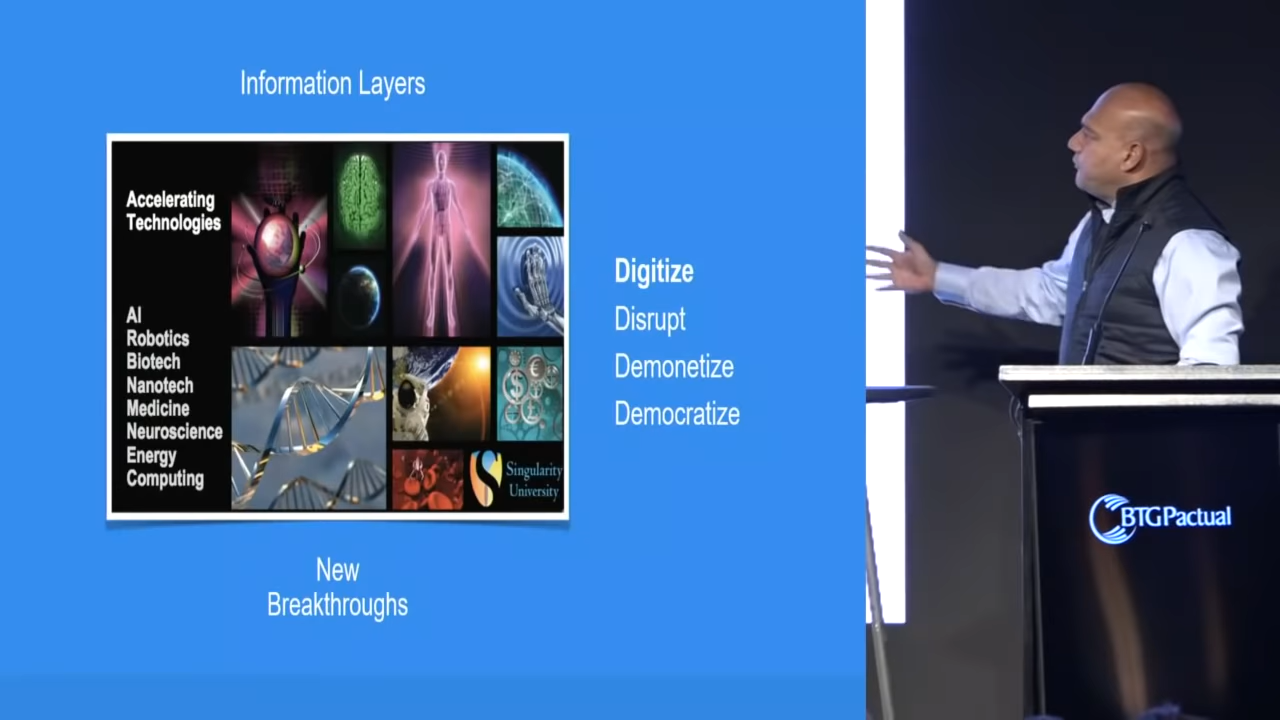 Information Layers
Accelerating
Technologies
AI
Robotics
Biotech
Nanotech
Medicine
Neuroscience
Energy
Computing
Singularity
University
New
Breakthroughs
Digitize
Disrupt
Demonetize
Democratize
BTGPactual